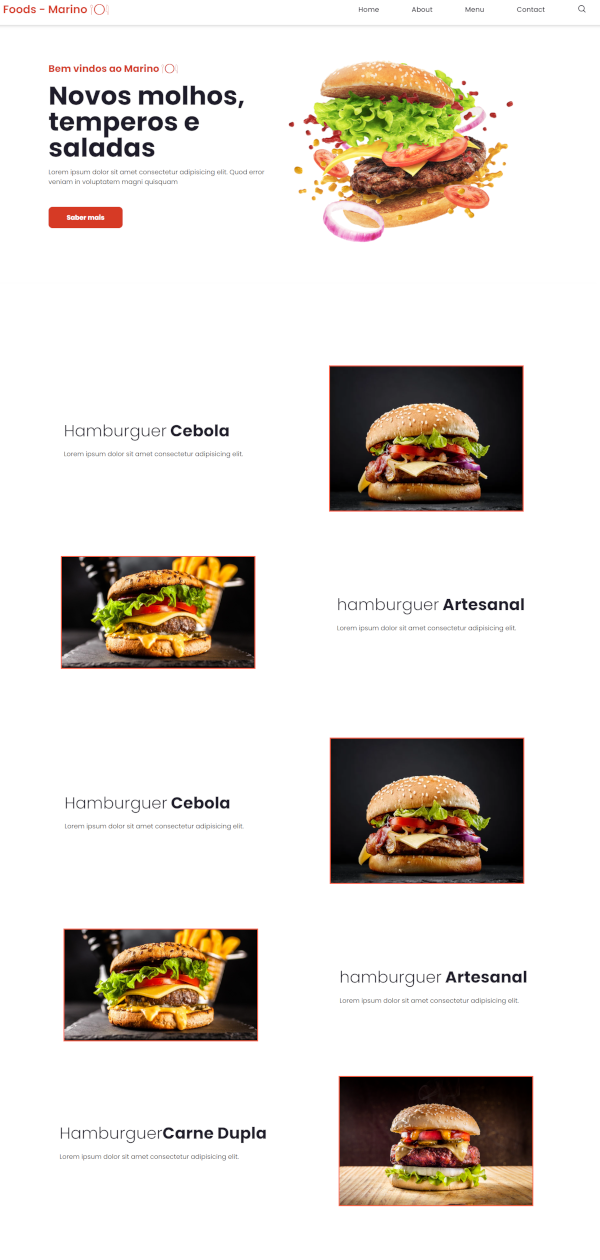 Foods - Marino 🍽
Home About Menu Contact
Bem vindos ao Marino 🍽
Novos molhos,
temperos e
saladas
Lorem ipsum dolor sit amet consectetur adipisicing elit. Quod error
veniam in voluptatem magni quisquam
Saber mais
Hamburguer Cebola
Lorem ipsum dolor sit amet consectetur adipisicing elit.
hamburguer Artesanal
Lorem ipsum dolor sit amet consectetur adipisicing elit.
Hamburguer Cebola
Lorem ipsum dolor sit amet consectetur adipisicing elit.
hamburguer Artesanal
Lorem ipsum dolor sit amet consectetur adipisicing elit.
HamburguerCarne Dupla
Lorem ipsum dolor sit amet consectetur adipisicing elit.